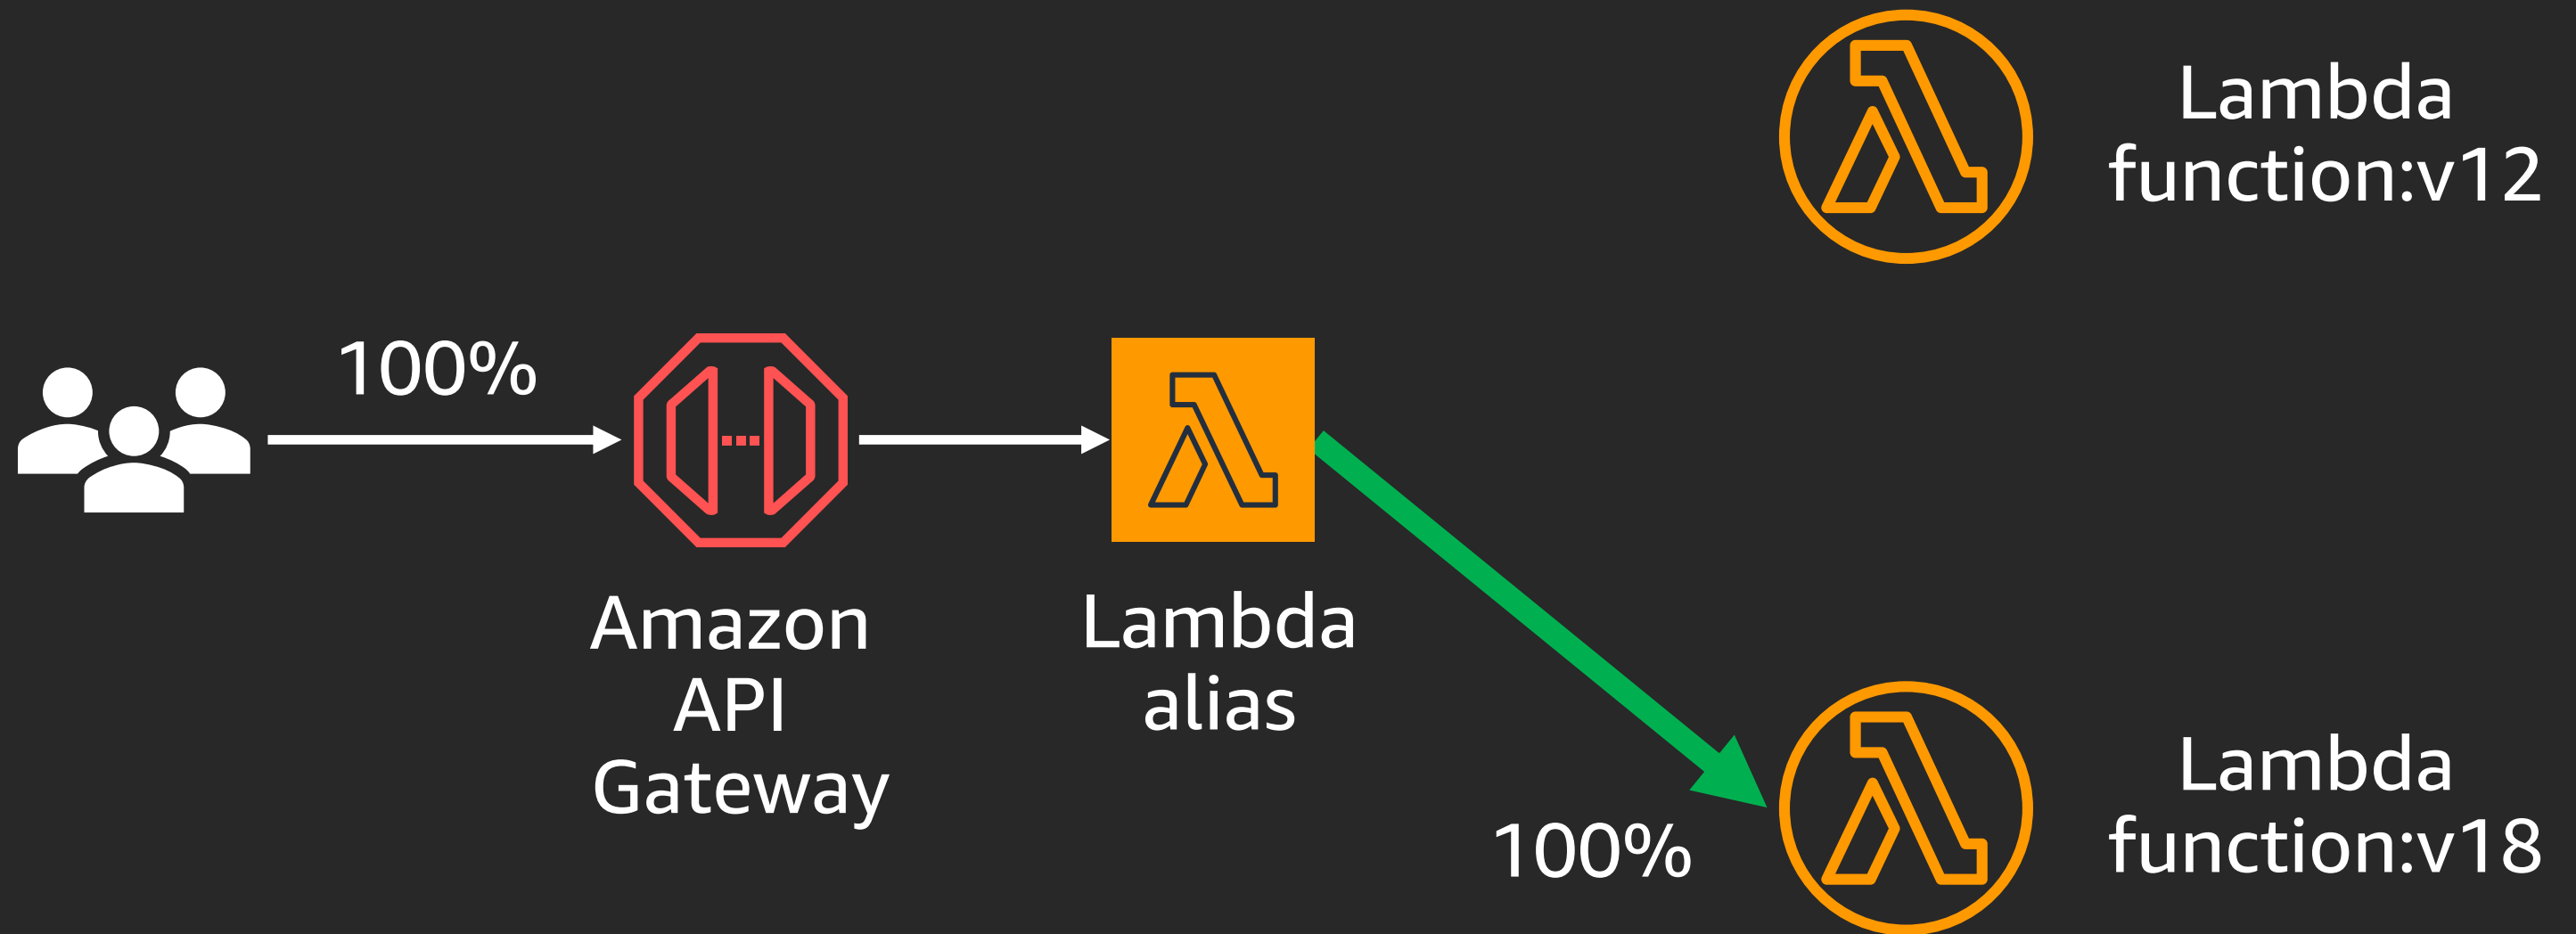 Lambda
function:v12
100%
Amazon
API
Gateway
Lambda
alias
100%
Lambda
function:v18